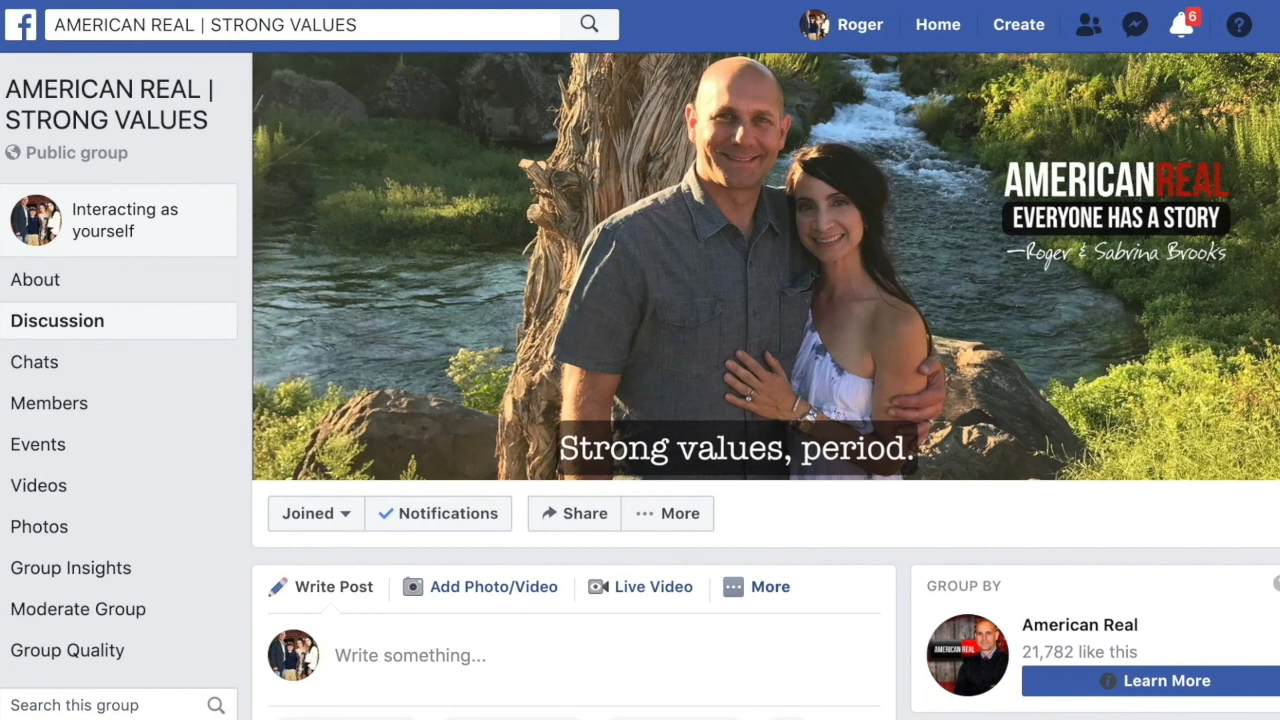 AMERICAN REAL | STRONG VALUES
Roger
Home
Create
6
?
AMERICAN REAL |
STRONG VALUES
Public group
Interacting as
yourself
About
Discussion
Chats
Members
Events
Videos
Photos
Group Insights
Moderate Group
Group Quality
Search this group
AMERICANREAL
EVERYONE HAS A STORY
—Roger & Sabrina Brooks
Strong values, period.
Joined
Notifications
Share
More
Write Post
Add Photo/Video
Live Video
More
Write something...
GROUP BY
AMERICAN REAL
American Real
21,782 like this
Learn More